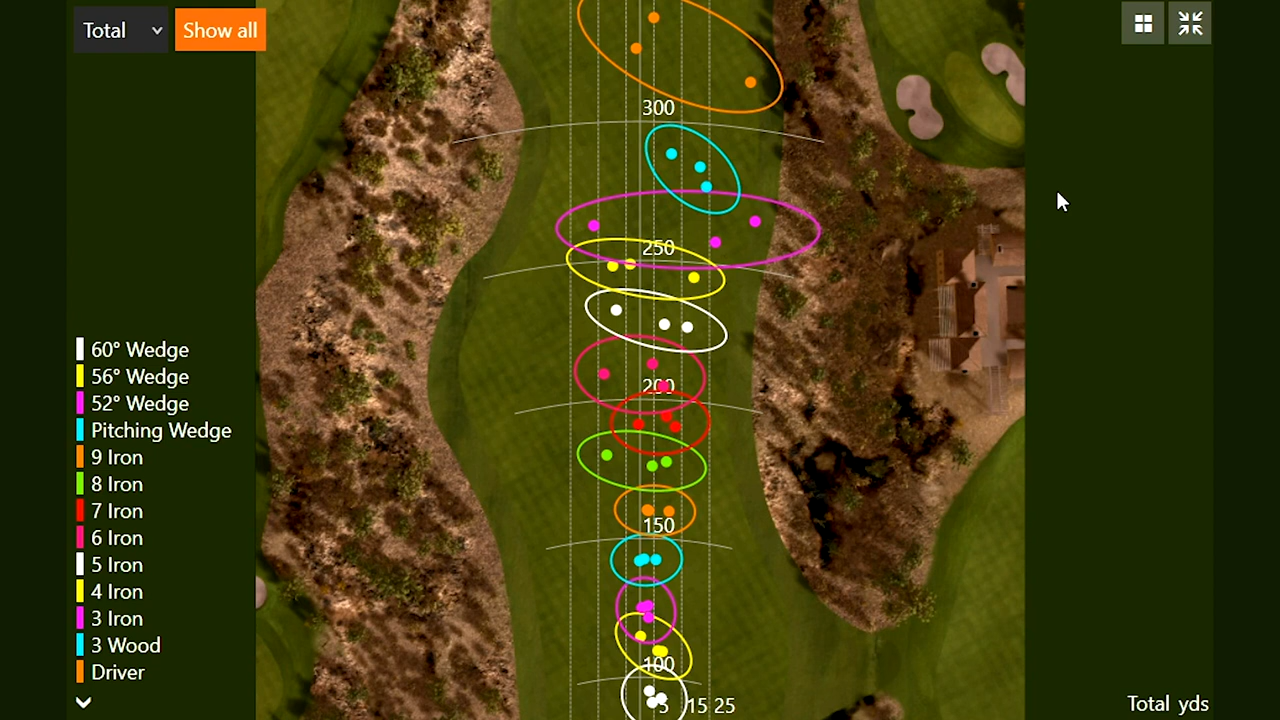 Total
Show all
300
250
200
150
100
5 15 25
60° Wedge
56° Wedge
52° Wedge
Pitching Wedge
9 Iron
8 Iron
7 Iron
6 Iron
5 Iron
4 Iron
3 Iron
3 Wood
Driver
Total yds